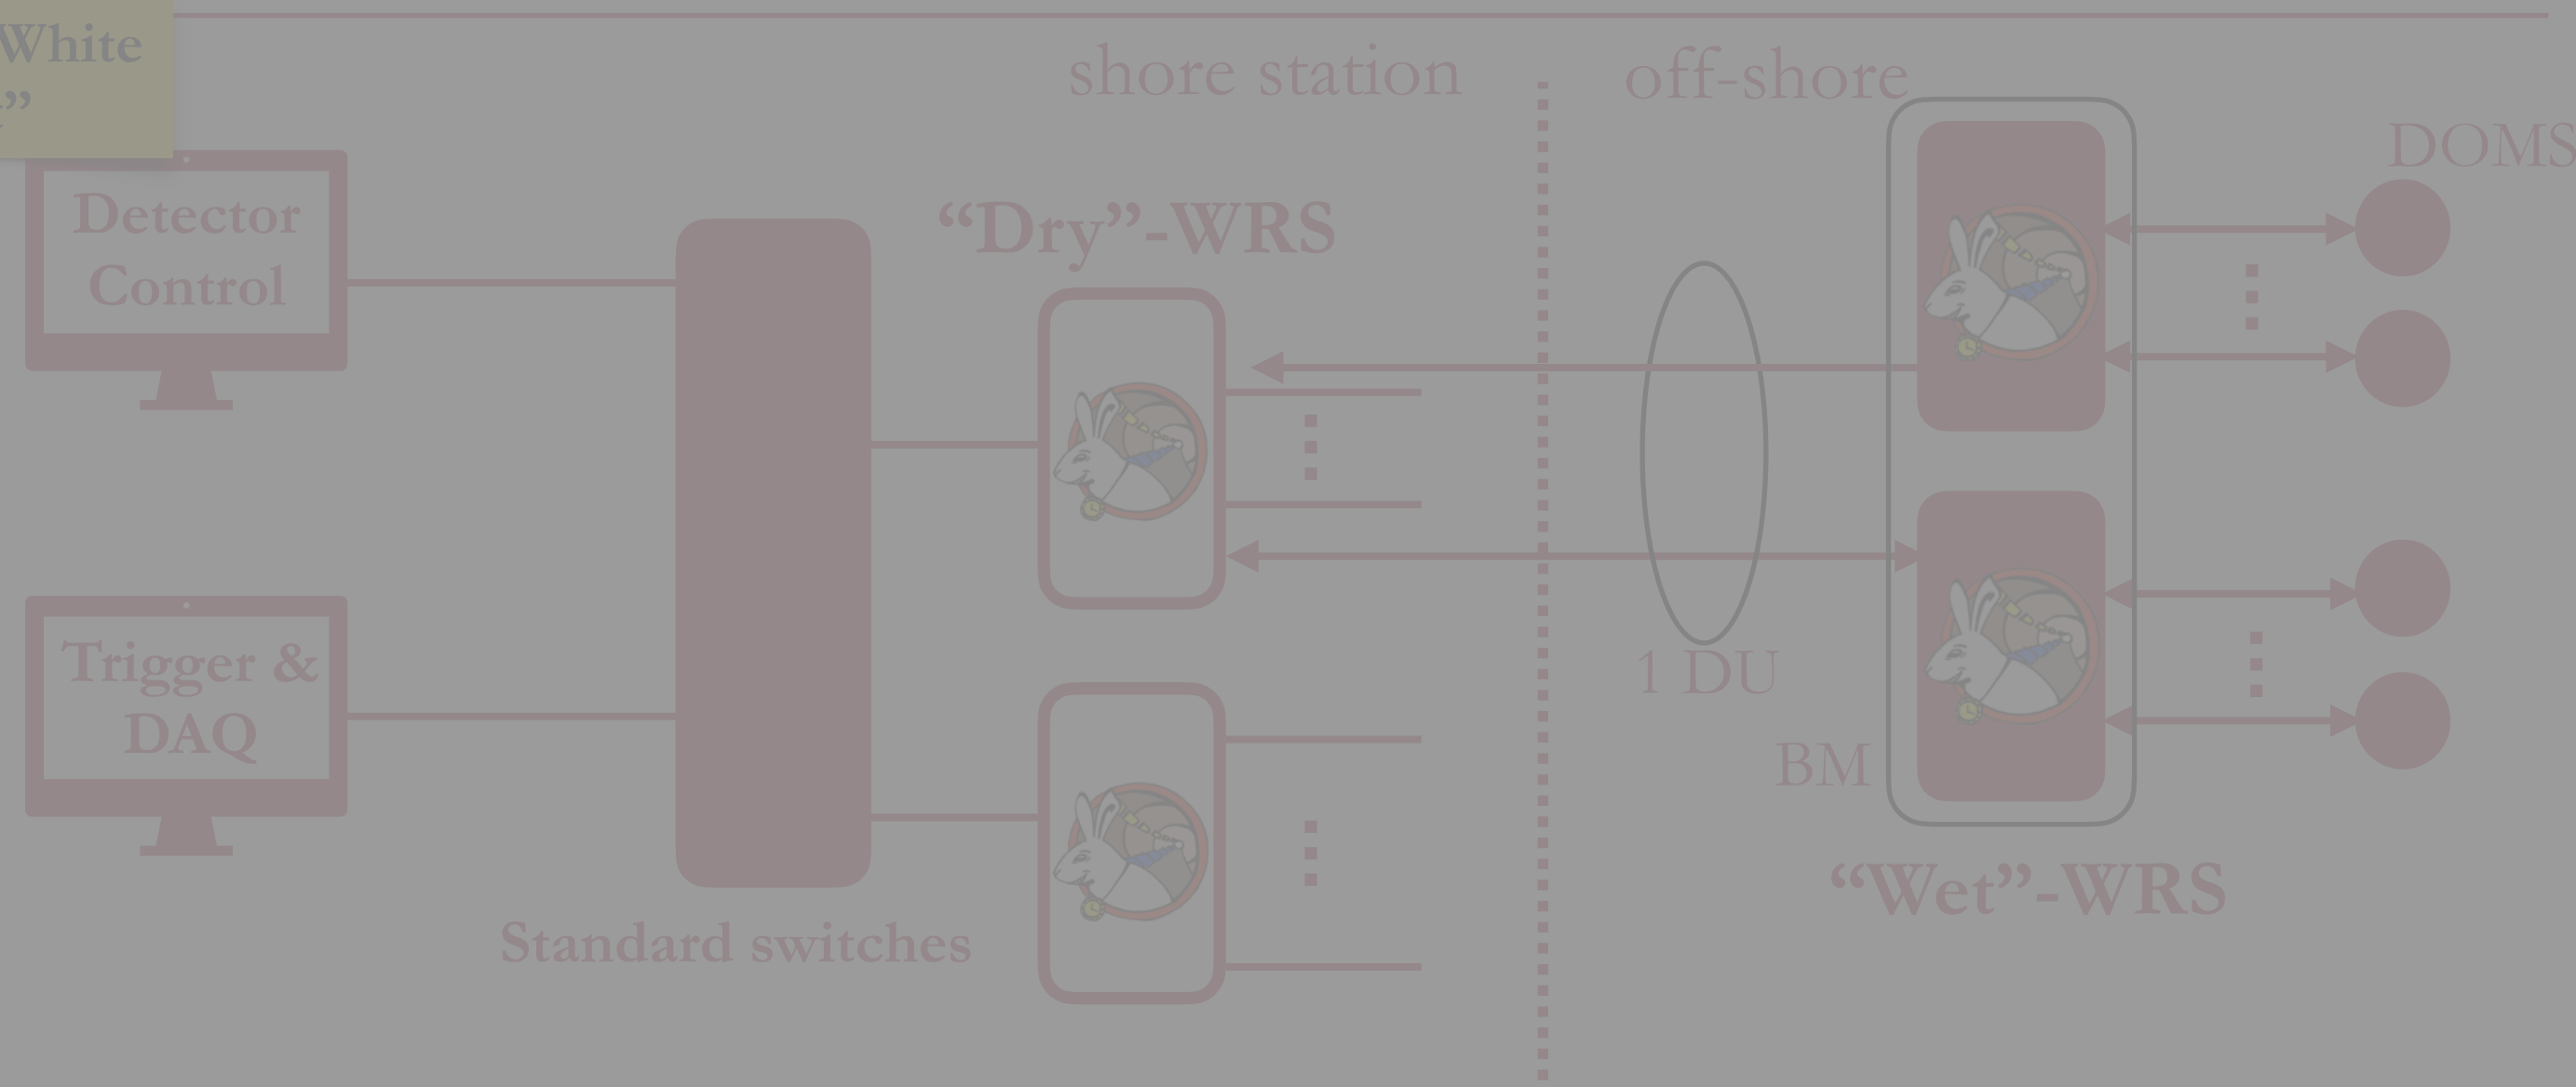 White
”
shore station
off-shore
DOMS
Detector
Control
“Dry”-WRS
1 DU
Trigger &
DAQ
BM
“Wet”-WRS
Standard switches